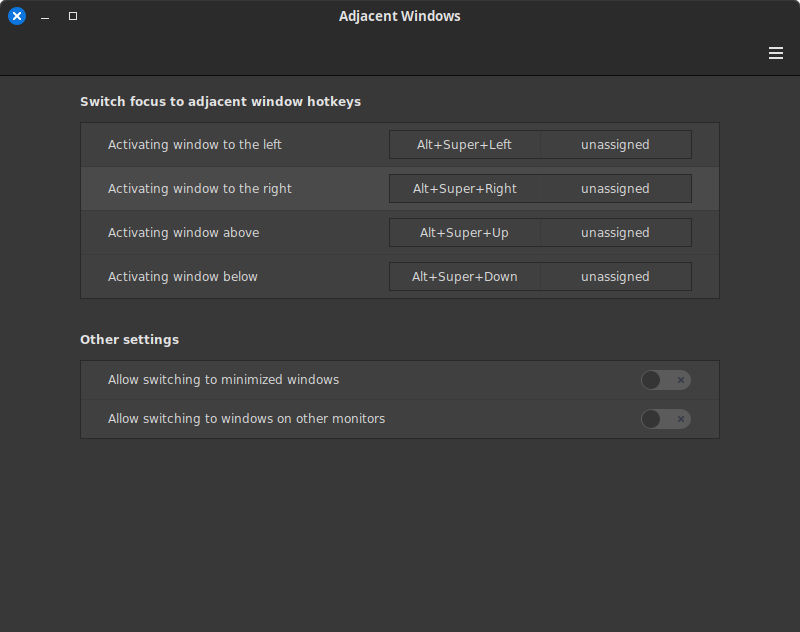 Adjacent Windows
Switch focus to adjacent window hotkeys
Activating window to the left Alt+Super+Left unassigned
Activating window to the right Alt+Super+Right unassigned
Activating window above Alt+Super+Up unassigned
Activating window below Alt+Super+Down unassigned
Other settings
Allow switching to minimized windows
Allow switching to windows on other monitors